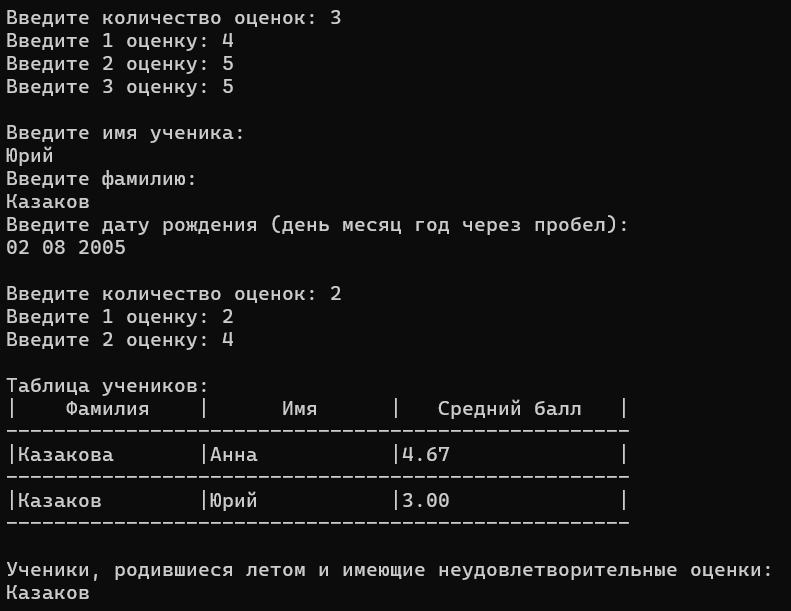 Введите количество оценок: 3
Введите 1 оценку: 4
Введите 2 оценку: 5
Введите 3 оценку: 5
Введите имя ученика:
Юрий
Введите фамилию:
Казаков
Введите дату рождения (день месяц год через пробел):
02 08 2005
Введите количество оценок: 2
Введите 1 оценку: 2
Введите 2 оценку: 4
Таблица учеников:
|    Фамилия    |      Имя      |   Средний балл   |
----------------------------------------------------
|Казакова       |Анна           |4.67              |
----------------------------------------------------
|Казаков        |Юрий           |3.00              |
----------------------------------------------------
Ученики, родившиеся летом и имеющие неудовлетворительные оценки:
Казаков